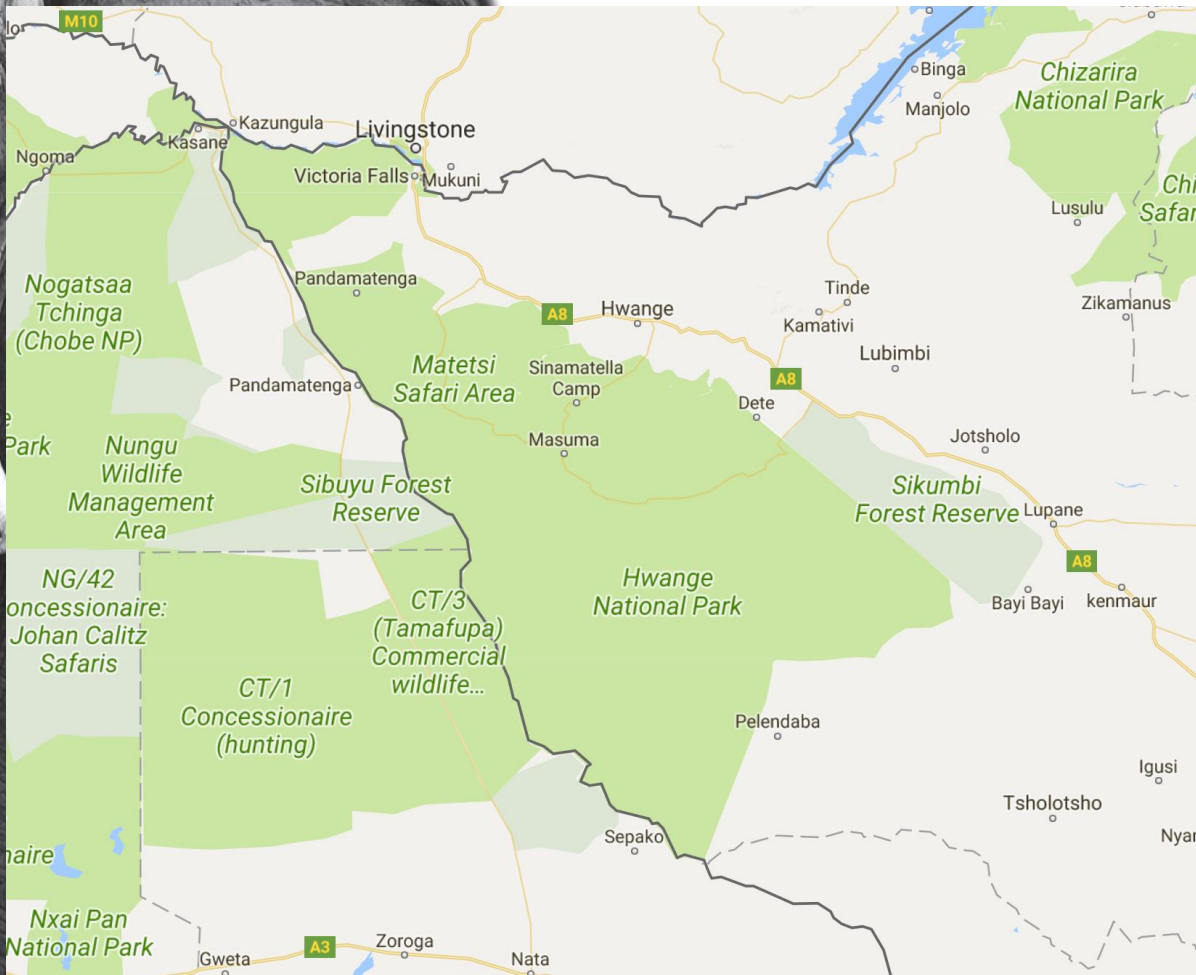 M10
Binga
Manjolo
Chizarira
National Park
Kazungula
Kasane
Livingstone
Ngoma
Victoria Falls
Mukuni
Lusulu
Safar
Nogatsaa
Tchinga
(Chobe NP)
Pandamatenga
A8
Hwange
Tinde
Kamativi
Zikamanus
Lubimbi
Matetsi
Safari Area
Sinamatella
Camp
A8
Pandamatenga
Dete
Park
Masuma
Jotsholo
Nungu
Wildlife
Management
Area
Sibuyu Forest
Reserve
Sikumbi
Forest Reserve
Lupane
A8
NG/42
oncessionaire:
Johan Calitz
Safaris
CT/3
(Tamafupa)
Commercial
wildlife...
Hwange
National Park
Bayi Bayi
kenmaur
CT/1
Concessionaire
(hunting)
Pelendaba
Igusi
Tsholotsho
Sepako
Nyar
naire
Nxai Pan
National Park
A3
Zoroga
Gweta
Nata